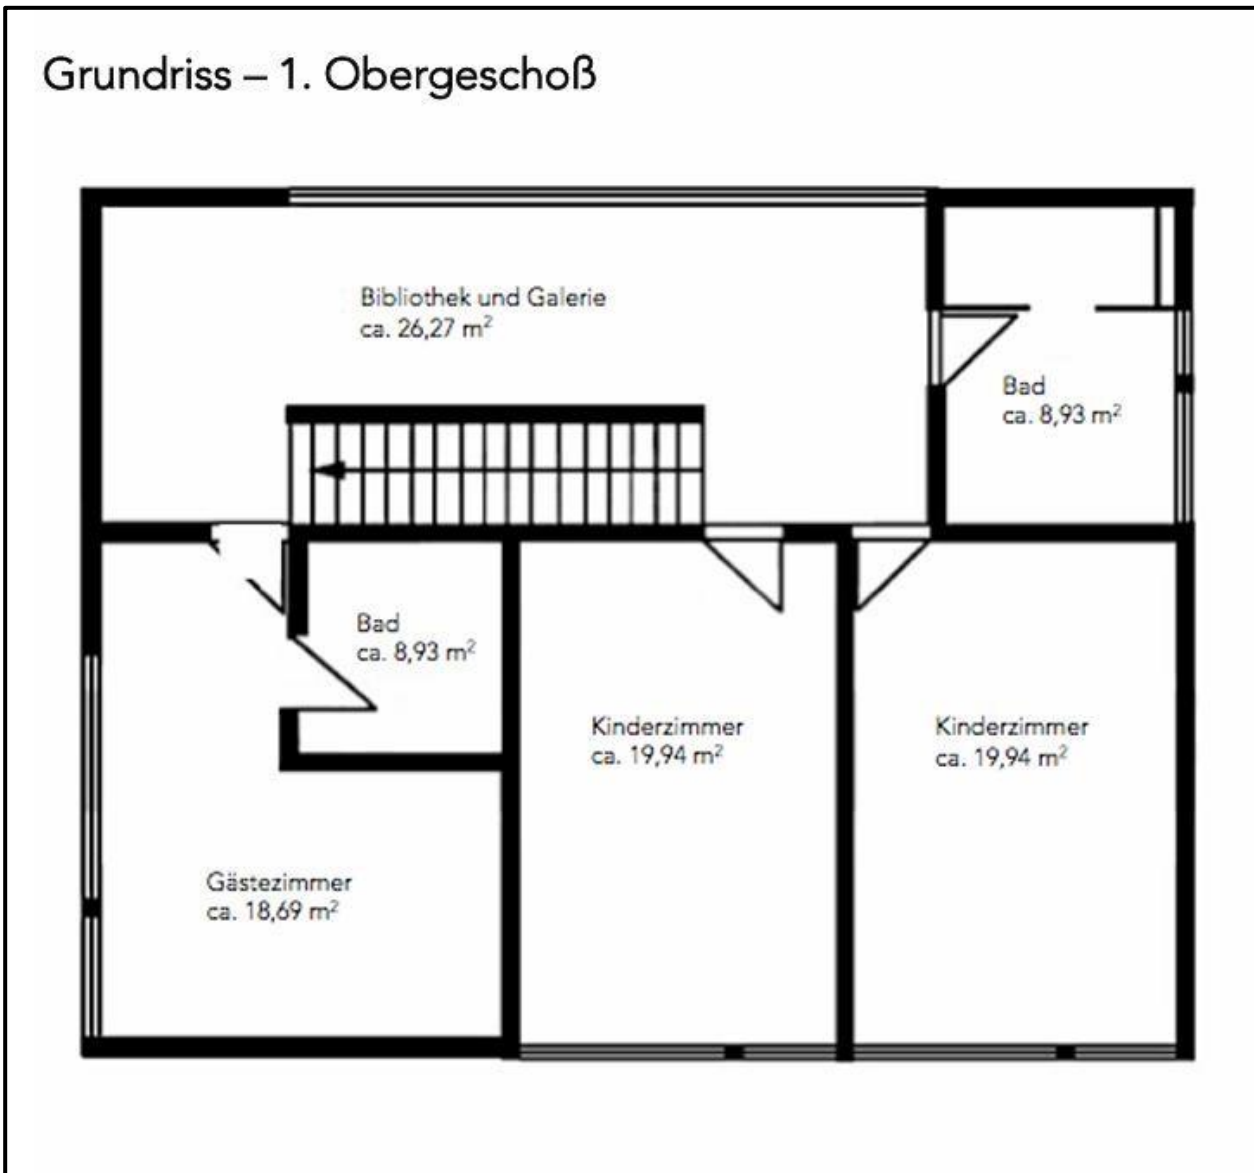 Grundriss – 1. Obergeschoß
Bibliothek und Galerie
ca. 26,27 m²
Bad
ca. 8,93 m²
Bad
ca. 8,93 m²
Kinderzimmer
ca. 19,94 m²
Kinderzimmer
ca. 19,94 m²
Gästezimmer
ca. 18,69 m²